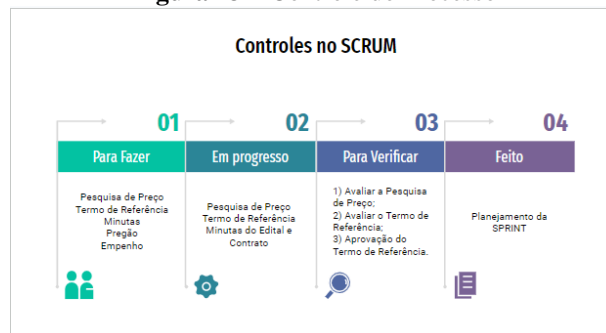 Controles no SCRUM
01
Para Fazer
Pesquisa de Preço
Termo de Referência
Minutas
Pregão
Empenho
02
Em progresso
Pesquisa de Preço
Termo de Referência
Minutas do Edital e
Contrato
03
Para Verificar
1) Avaliar a Pesquisa
de Preço;
2) Avaliar o Termo de
Referência;
3) Aprovação do
Termo de Referência.
04
Feito
Planejamento da
SPRINT